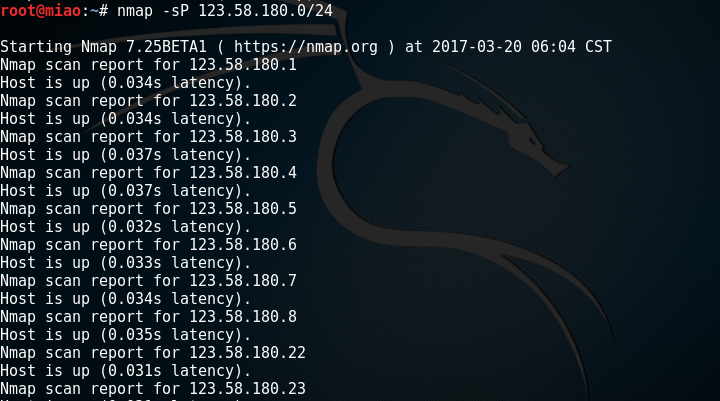 root@miao:~# nmap -sP 123.58.180.0/24
Starting Nmap 7.25BETA1 ( https://nmap.org ) at 2017-03-20 06:04 CST
Nmap scan report for 123.58.180.1
Host is up (0.034s latency).
Nmap scan report for 123.58.180.2
Host is up (0.034s latency).
Nmap scan report for 123.58.180.3
Host is up (0.037s latency).
Nmap scan report for 123.58.180.4
Host is up (0.037s latency).
Nmap scan report for 123.58.180.5
Host is up (0.032s latency).
Nmap scan report for 123.58.180.6
Host is up (0.033s latency).
Nmap scan report for 123.58.180.7
Host is up (0.034s latency).
Nmap scan report for 123.58.180.8
Host is up (0.035s latency).
Nmap scan report for 123.58.180.22
Host is up (0.031s latency).
Nmap scan report for 123.58.180.23